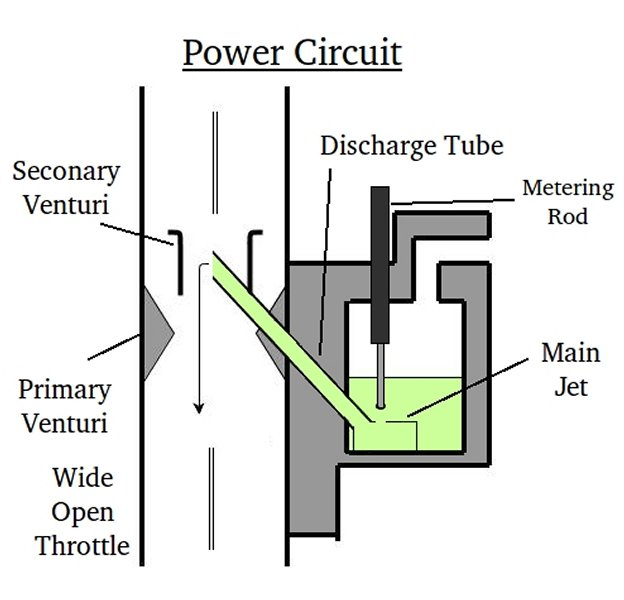 Power Circuit
Discharge Tube
Seconary
Venturi
Metering
Rod
Main
Jet
Primary
Venturi
Wide
Open
Throttle